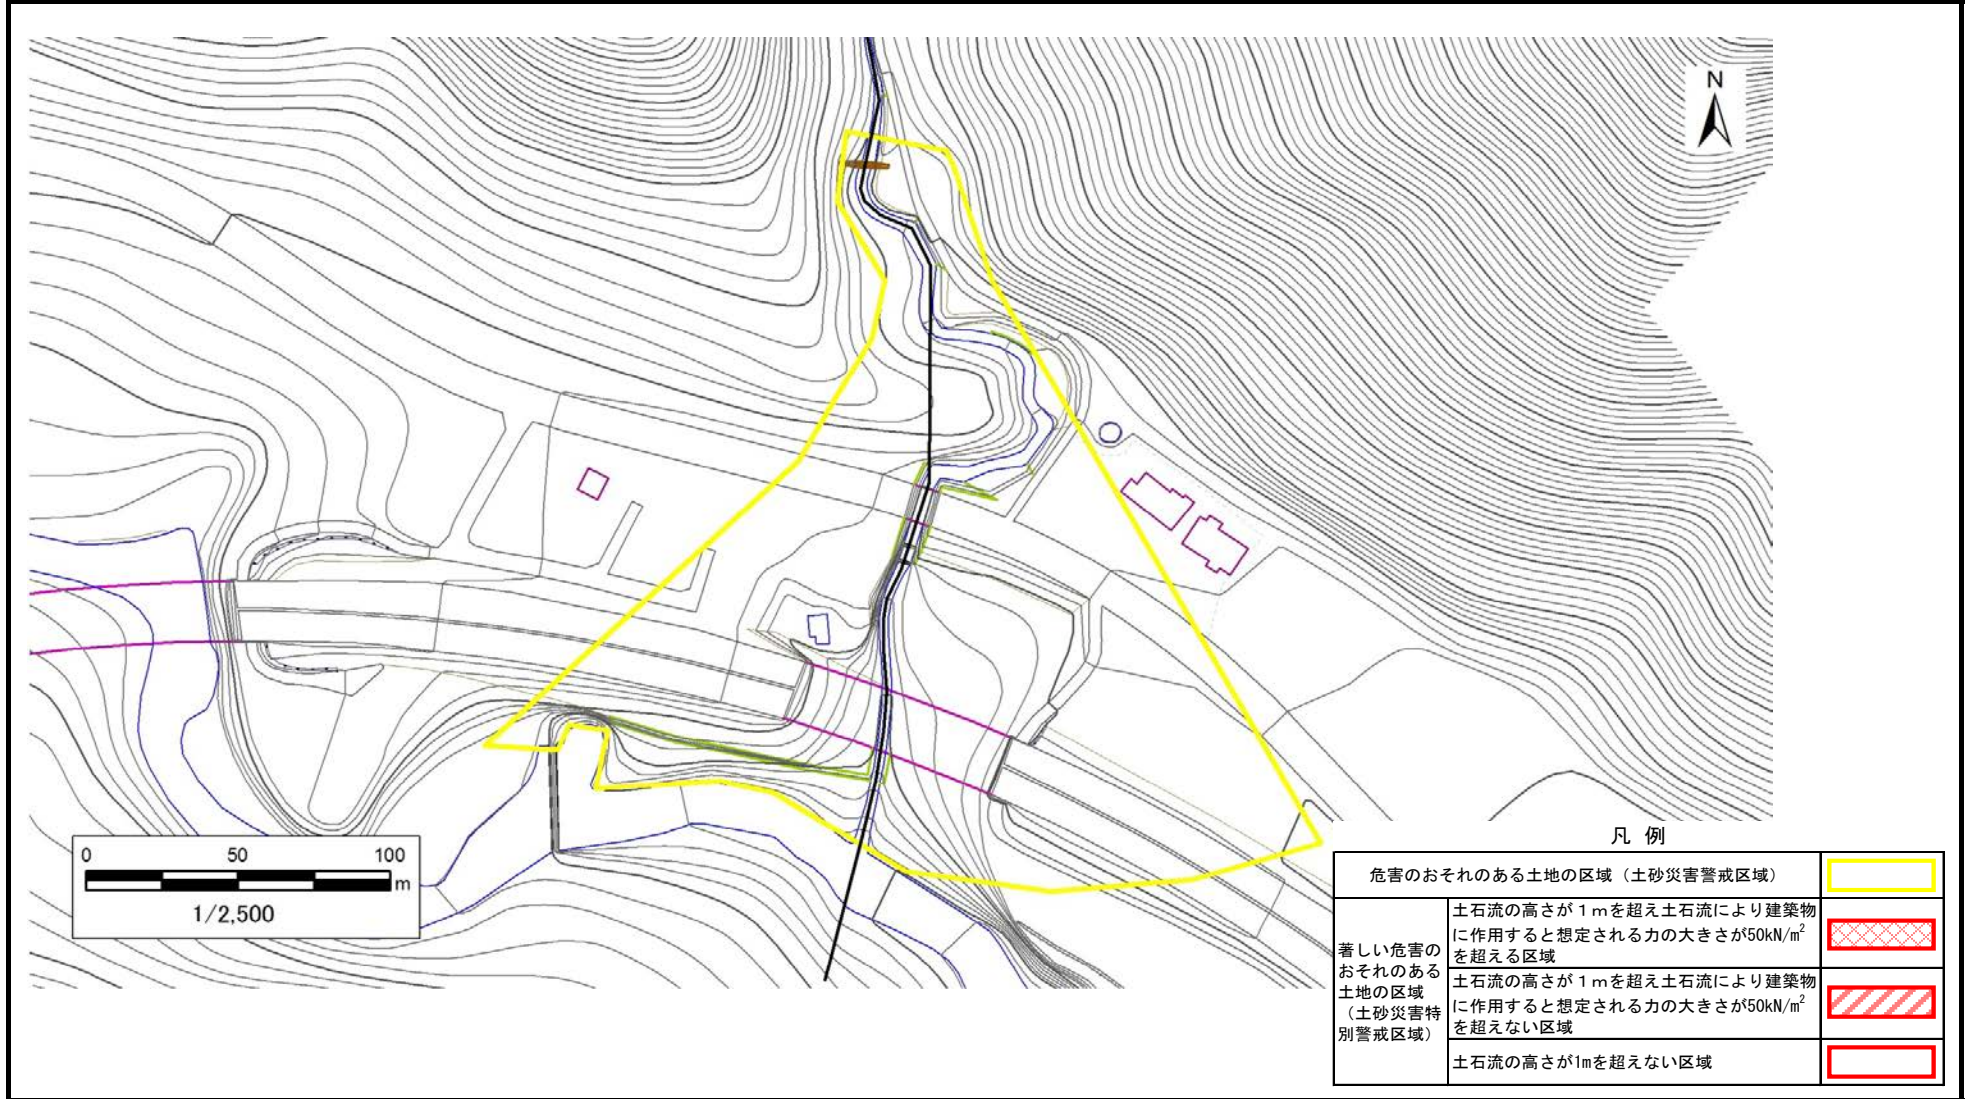 N
0 50 100
m
1/2,500
凡 例
危害のおそれのある土地の区域（土砂災害警戒区域）
著しい危害の
おそれのある
土地の区域
（土砂災害特
別警戒区域）
土石流の高さが１ｍを超え土石流により建築物
に作用すると想定される力の大きさが50kN/m²
を超える区域
土石流の高さが１ｍを超え土石流により建築物
に作用すると想定される力の大きさが50kN/m²
を超えない区域
土石流の高さが1mを超えない区域